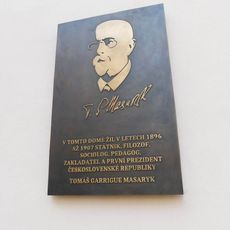 T. G. Masaryk
V TOMTO DOMĚ ŽIL V LETECH 1896
AŽ 1907 STÁTNÍK, FILOZOF,
SOCIOLOG, PEDAGOG,
ZAKLADATEL A PRVNÍ PREZIDENT
ČESKOSLOVENSKÉ REPUBLIKY
TOMÁŠ GARRIGUE MASARYK